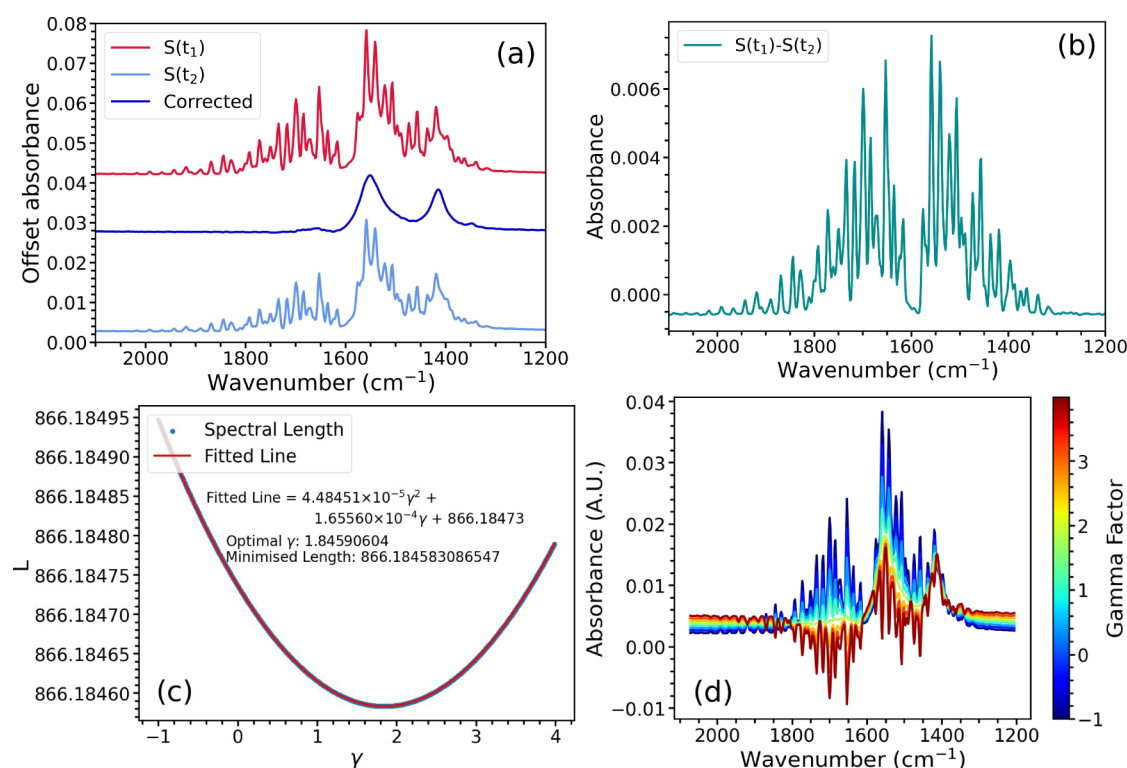 0.08
0.07
0.06
0.05
0.04
0.03
0.02
0.01
0.00
Offset absorbance
S(t₁)
S(t₂)
Corrected
(a)
2000 1800 1600 1400 1200
Wavenumber (cm⁻¹)
0.006
0.004
0.002
0.000
Absorbance
S(t₁)-S(t₂)
(b)
2000 1800 1600 1400 1200
Wavenumber (cm⁻¹)
866.18495
866.18490
866.18485
866.18480
866.18475
866.18470
866.18465
866.18460
L
Spectral Length
Fitted Line
Fitted Line = 4.48451×10⁻⁵γ² +
1.65560×10⁻⁴γ + 866.18473
Optimal γ: 1.84590604
Minimised Length: 866.184583086547
(c)
−1 0 1 2 3 4
γ
0.04
0.03
0.02
0.01
0.00
−0.01
Absorbance (A.U.)
(d)
2000 1800 1600 1400 1200
Wavenumber (cm⁻¹)
3
2
1
0
−1
Gamma Factor